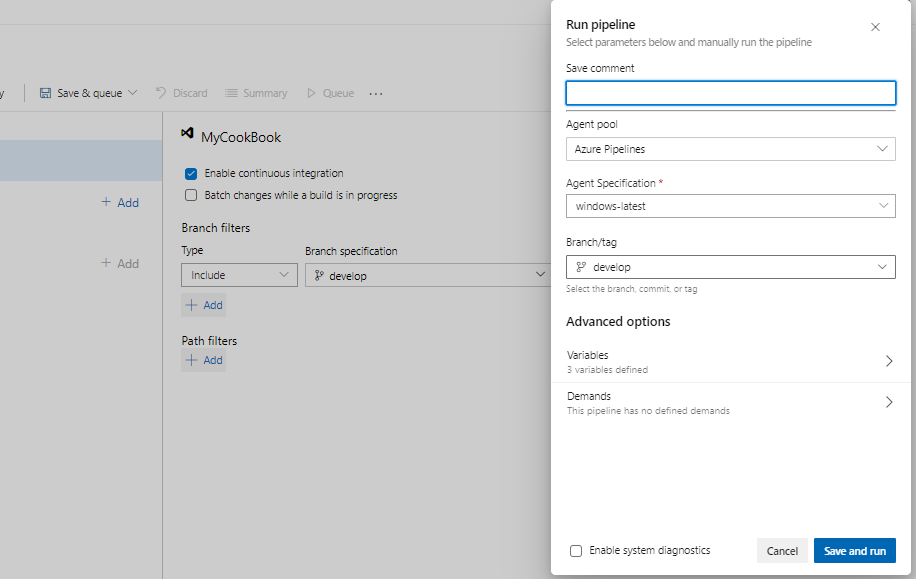 Save & queue
Discard
Summary
Queue
...
MyCookBook
Enable continuous integration
Batch changes while a build is in progress
Branch filters
Type
Branch specification
Include
develop
+ Add
Path filters
+ Add
+ Add
+ Add
Run pipeline
Select parameters below and manually run the pipeline
Save comment
Agent pool
Azure Pipelines
Agent Specification *
windows-latest
Branch/tag
develop
Select the branch, commit, or tag
Advanced options
Variables
3 variables defined
Demands
This pipeline has no defined demands
Enable system diagnostics
Cancel
Save and run